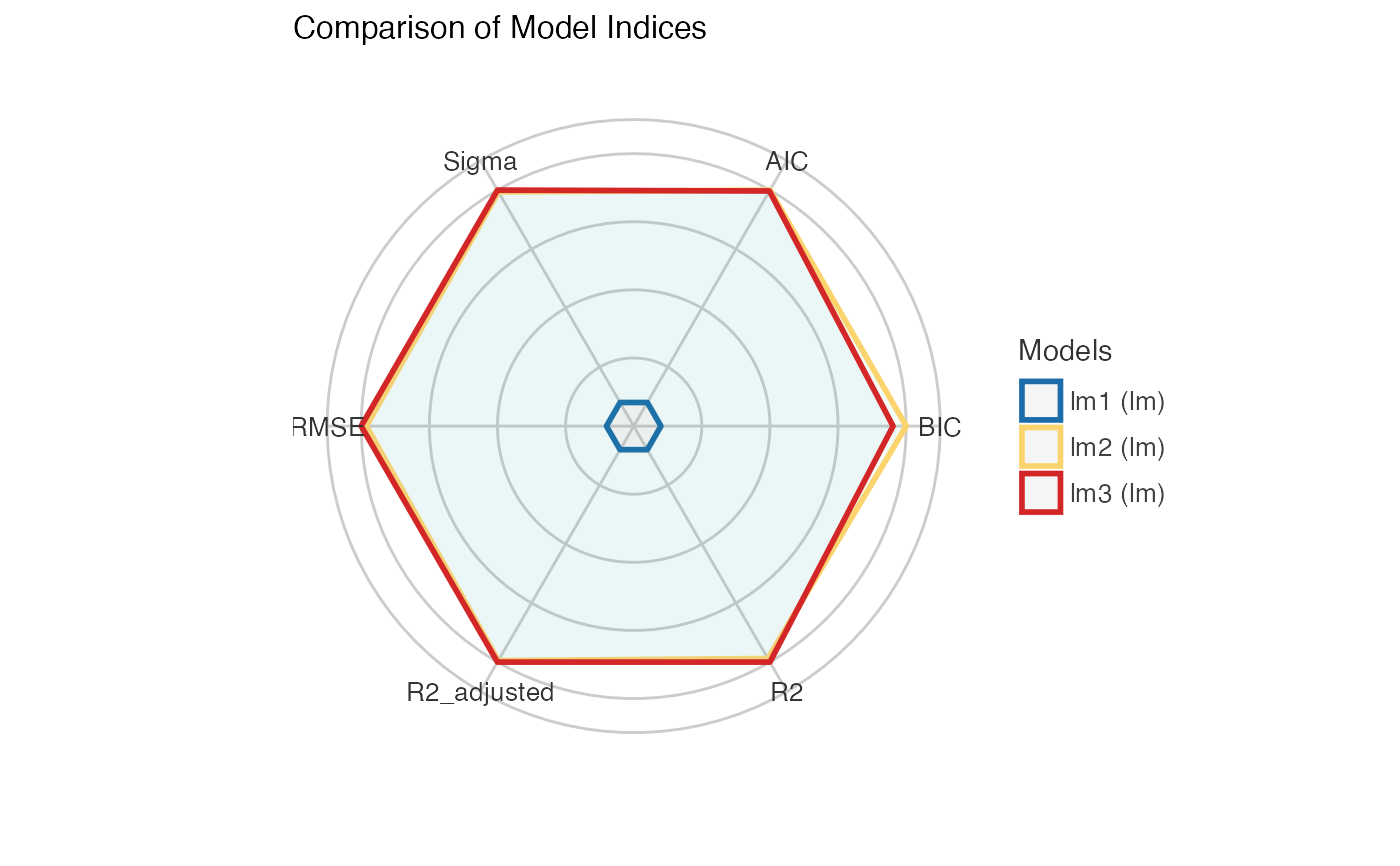 Comparison of Model Indices
Sigma
AIC
RMSE
BIC
R2_adjusted
R2
Models
lm1 (lm)
lm2 (lm)
lm3 (lm)